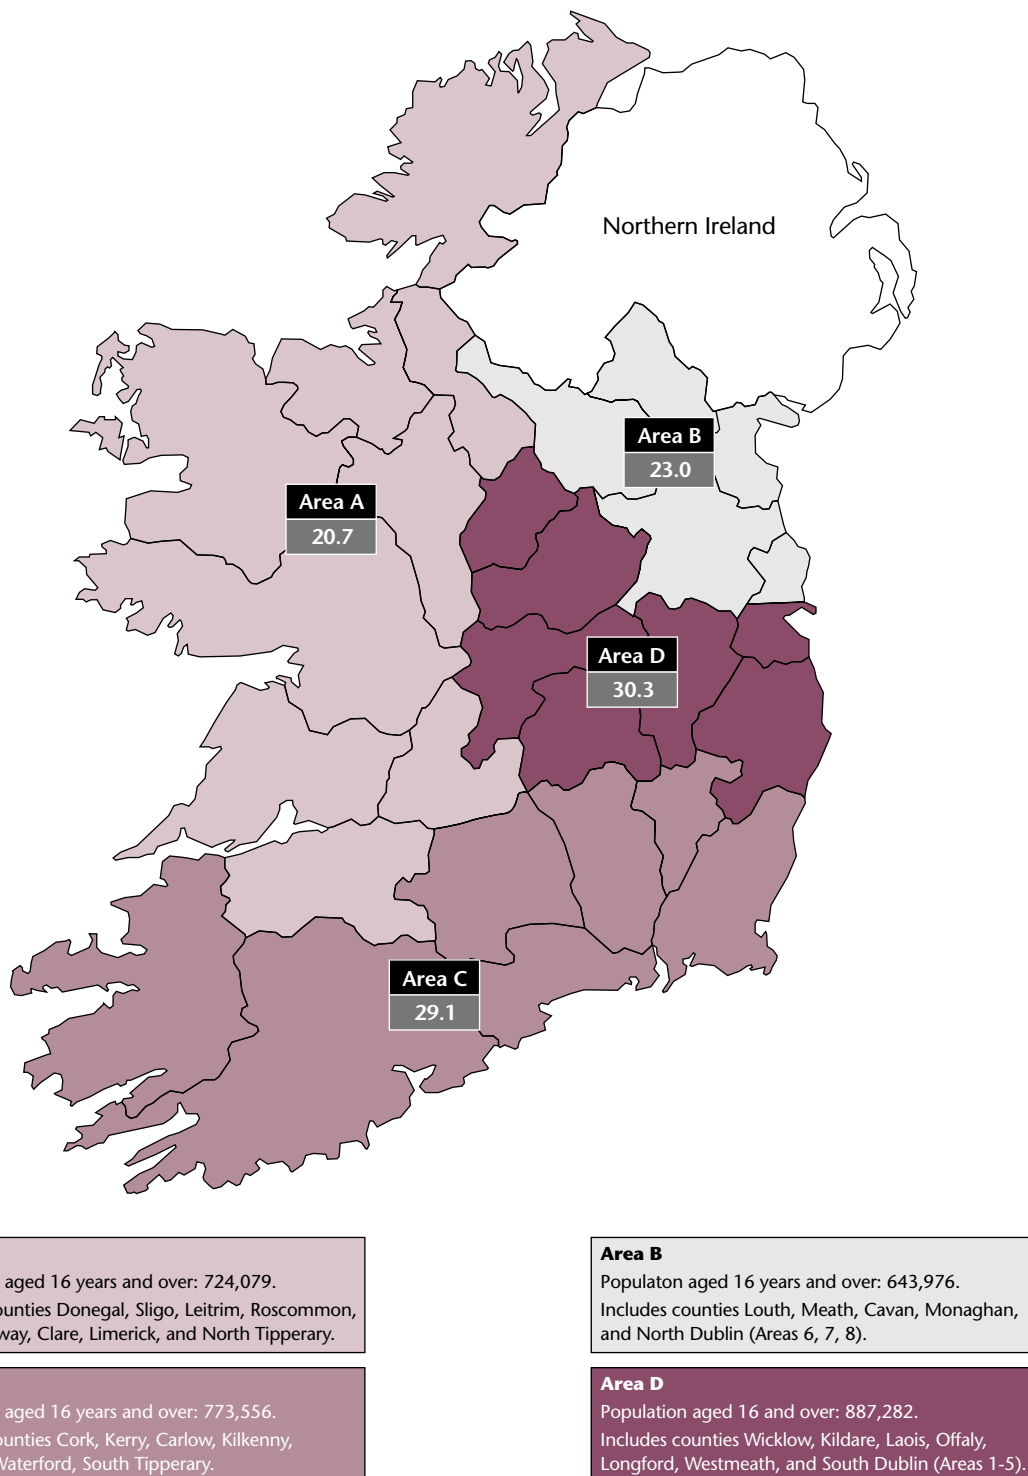 Northern Ireland
Area B
23.0
Area A
20.7
Area D
30.3
Area C
29.1
aged 16 years and over: 724,079.
ounties Donegal, Sligo, Leitrim, Roscommon,
way, Clare, Limerick, and North Tipperary.
Area B
Populaton aged 16 years and over: 643,976.
Includes counties Louth, Meath, Cavan, Monaghan,
and North Dublin (Areas 6, 7, 8).
aged 16 years and over: 773,556.
ounties Cork, Kerry, Carlow, Kilkenny,
Waterford, South Tipperary.
Area D
Population aged 16 and over: 887,282.
Includes counties Wicklow, Kildare, Laois, Offaly,
Longford, Westmeath, and South Dublin (Areas 1-5).